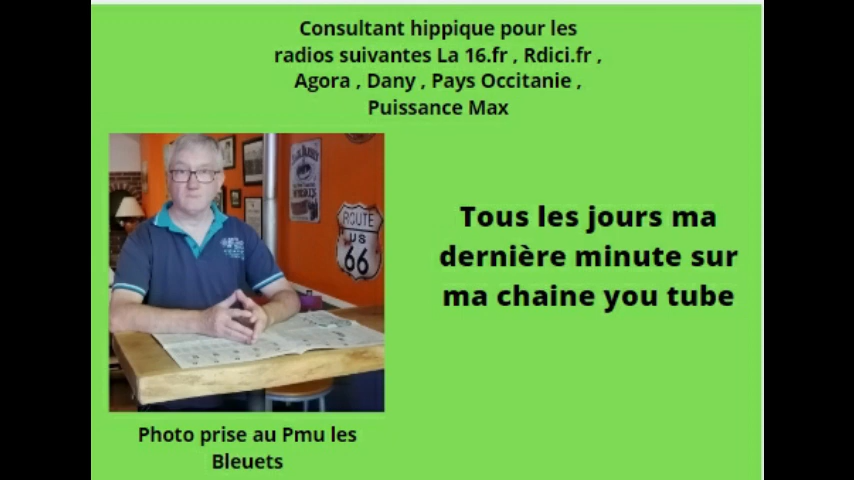 Consultant hippique pour les
radios suivantes La 16.fr , Rdici.fr ,
Agora , Dany , Pays Occitanie ,
Puissance Max
ROUTE
US
66
Tous les jours ma
dernière minute sur
ma chaine you tube
Photo prise au Pmu les
Bleuets